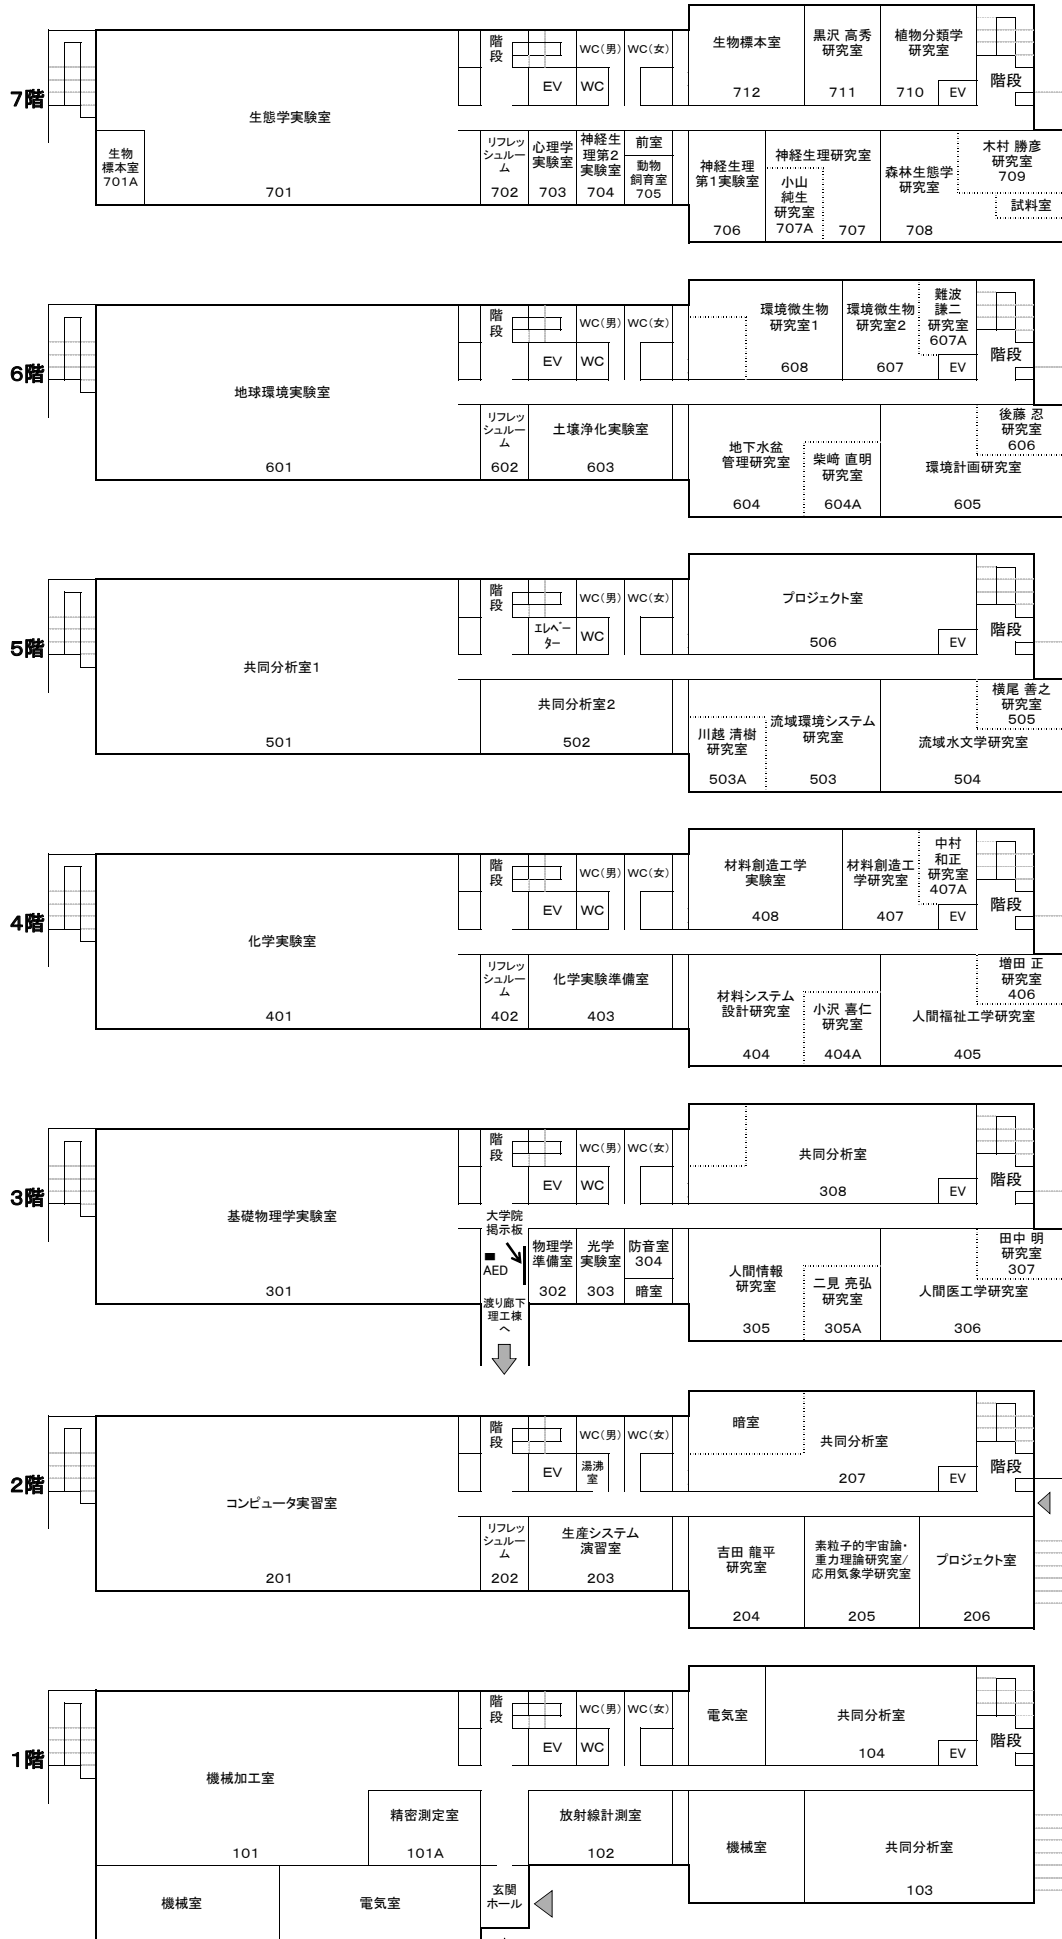 7階
生態学実験室
701
生物
標本室
701A
階
段
EV
WC(男)
WC
WC(女)
リフレッ
シュルー
ム
702
心理学
実験室
703
神経生
理第2
実験室
704
前室
動物
飼育室
705
生物標本室
712
黒沢 高秀
研究室
711
植物分類学
研究室
710
EV
階段
神経生理
第1実験室
706
神経生理研究室
小山
純生
研究室
707A
707
森林生態学
研究室
708
木村 勝彦
研究室
709
試料室
6階
地球環境実験室
601
階
段
EV
WC(男)
WC
WC(女)
リフレッ
シュルー
ム
602
土壌浄化実験室
603
環境微生物
研究室1
608
環境微生物
研究室2
607
難波
謙二
研究室
607A
EV
階段
地下水盆
管理研究室
604
柴﨑 直明
研究室
604A
環境計画研究室
605
後藤 忍
研究室
606
5階
共同分析室1
501
階
段
エレベー
ター
WC(男)
WC
WC(女)
共同分析室2
502
プロジェクト室
506
EV
階段
川越 清樹
研究室
503A
流域環境システム
研究室
503
流域水文学研究室
504
横尾 善之
研究室
505
4階
化学実験室
401
階
段
EV
WC(男)
WC
WC(女)
リフレッ
シュルー
ム
402
化学実験準備室
403
材料創造工学
実験室
408
材料創造工
学研究室
407
中村
和正
研究室
407A
EV
階段
材料システム
設計研究室
404
小沢 喜仁
研究室
404A
人間福祉工学研究室
405
増田 正
研究室
406
3階
基礎物理学実験室
301
階
段
EV
WC(男)
WC
WC(女)
大学院
掲示板
AED
渡り廊下
理工棟
へ
物理学
準備室
302
光学
実験室
303
防音室
304
暗室
共同分析室
308
EV
階段
人間情報
研究室
305
二見 亮弘
研究室
305A
人間医工学研究室
306
田中 明
研究室
307
2階
コンピュータ実習室
201
階
段
EV
WC(男)
湯沸
室
WC(女)
リフレッ
シュルー
ム
202
生産システム
演習室
203
暗室
共同分析室
207
EV
階段
吉田 龍平
研究室
204
素粒子的宇宙論・
重力理論研究室/
応用気象学研究室
205
プロジェクト室
206
1階
機械加工室
101
精密測定室
101A
階
段
EV
WC(男)
WC
WC(女)
放射線計測室
102
電気室
共同分析室
104
EV
階段
機械室
共同分析室
103
機械室
電気室
玄関
ホール